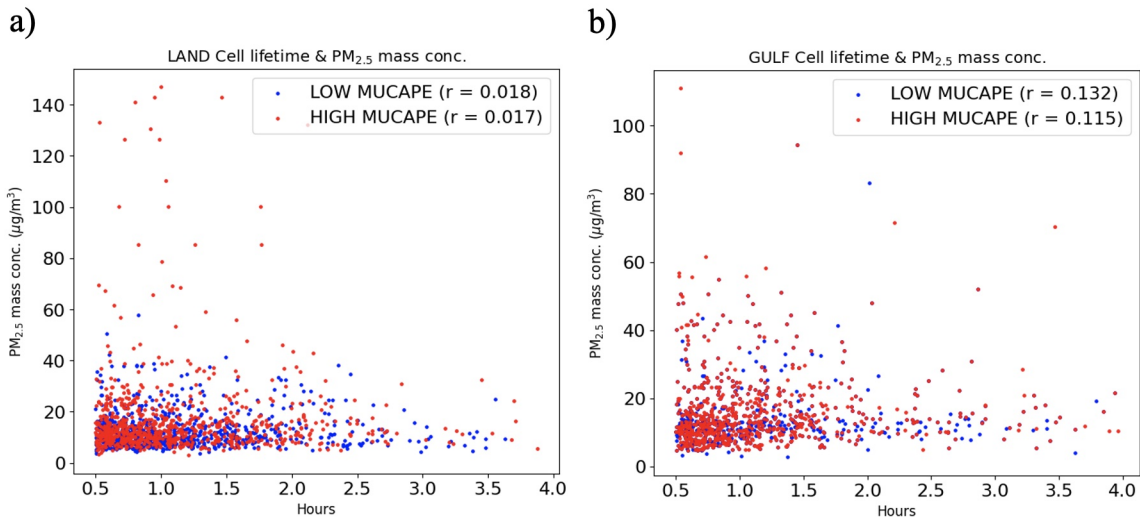 a)
LAND Cell lifetime & PM2.5 mass conc.
LOW MUCAPE (r = 0.018)
HIGH MUCAPE (r = 0.017)
PM2.5 mass conc. (μg/m³)
140
120
100
80
60
40
20
0
0.5 1.0 1.5 2.0 2.5 3.0 3.5 4.0
Hours
b)
GULF Cell lifetime & PM2.5 mass conc.
LOW MUCAPE (r = 0.132)
HIGH MUCAPE (r = 0.115)
PM2.5 mass conc. (μg/m³)
100
80
60
40
20
0
0.5 1.0 1.5 2.0 2.5 3.0 3.5 4.0
Hours